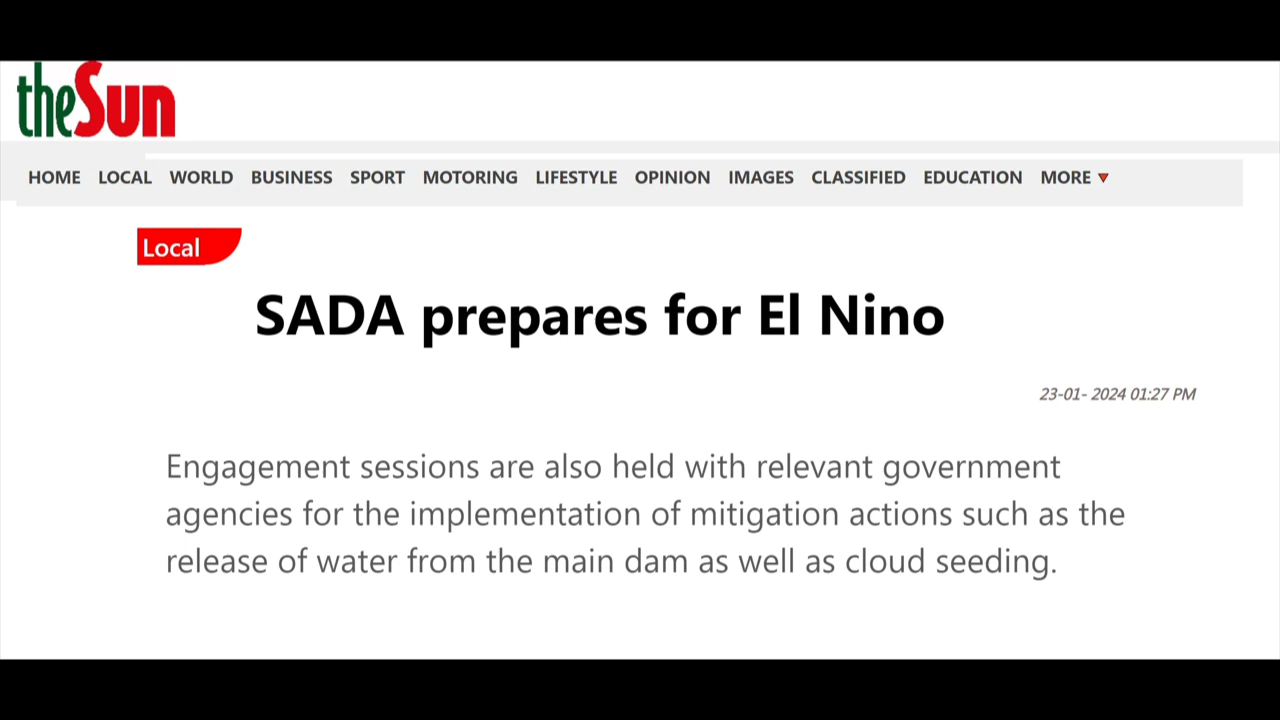 theSun
HOME LOCAL WORLD BUSINESS SPORT MOTORING LIFESTYLE OPINION IMAGES CLASSIFIED EDUCATION MORE
Local
SADA prepares for El Nino
23-01- 2024 01:27 PM
Engagement sessions are also held with relevant government
agencies for the implementation of mitigation actions such as the
release of water from the main dam as well as cloud seeding.